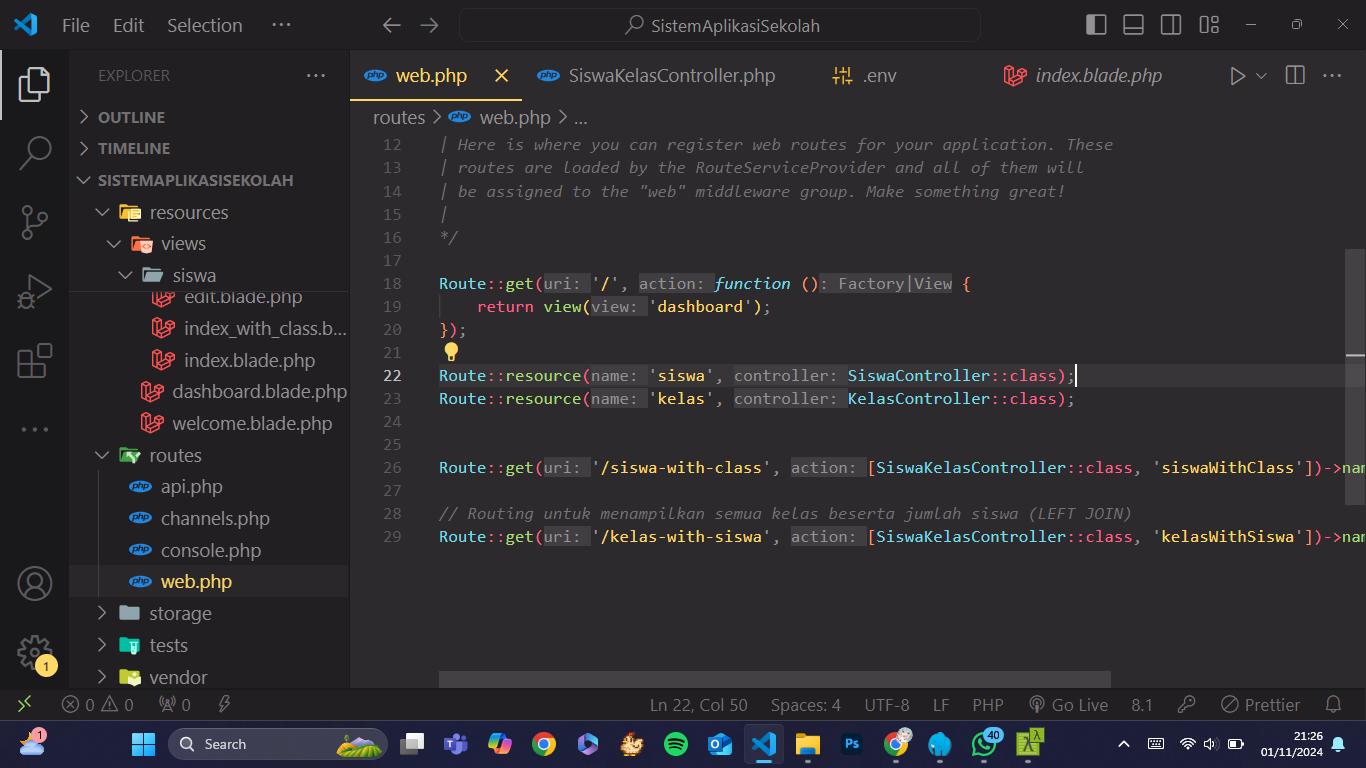 File Edit Selection ···
SistemAplikasiSekolah
EXPLORER ···
OUTLINE
TIMELINE
SISTEMAPLIKASISEKOLAH
resources
views
siswa
edit.blade.php
index_with_class.b...
index.blade.php
dashboard.blade.php
welcome.blade.php
routes
api.php
channels.php
console.php
web.php
storage
tests
vendor
1
php web.php php SiswaKelasController.php .env index.blade.php ···
routes > php web.php > ...
12 | Here is where you can register web routes for your application. These
13 | routes are loaded by the RouteServiceProvider and all of them will
14 | be assigned to the "web" middleware group. Make something great!
15 |
16 */
17
18 Route::get(uri: '/', action: function (): Factory|View {
19 return view(view: 'dashboard');
20 });
21
22 Route::resource(name: 'siswa', controller: SiswaController::class);
23 Route::resource(name: 'kelas', controller: KelasController::class);
24
25
26 Route::get(uri: '/siswa-with-class', action: [SiswaKelasController::class, 'siswaWithClass'])->nam
27
28 // Routing untuk menampilkan semua kelas beserta jumlah siswa (LEFT JOIN)
29 Route::get(uri: '/kelas-with-siswa', action: [SiswaKelasController::class, 'kelasWithSiswa'])->nam
0 0 0 Ln 22, Col 50 Spaces: 4 UTF-8 LF PHP Go Live 8.1 Prettier
1 Search Ps 40 λ 21:26
01/11/2024